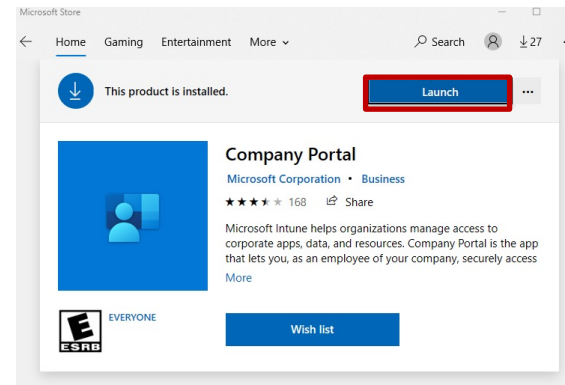 Microsoft Store
Home Gaming Entertainment More Search 27
This product is installed. Launch ...
Company Portal
Microsoft Corporation • Business
168 Share
Microsoft Intune helps organizations manage access to
corporate apps, data, and resources. Company Portal is the app
that lets you, as an employee of your company, securely access
More
E
ESRB
EVERYONE
Wish list